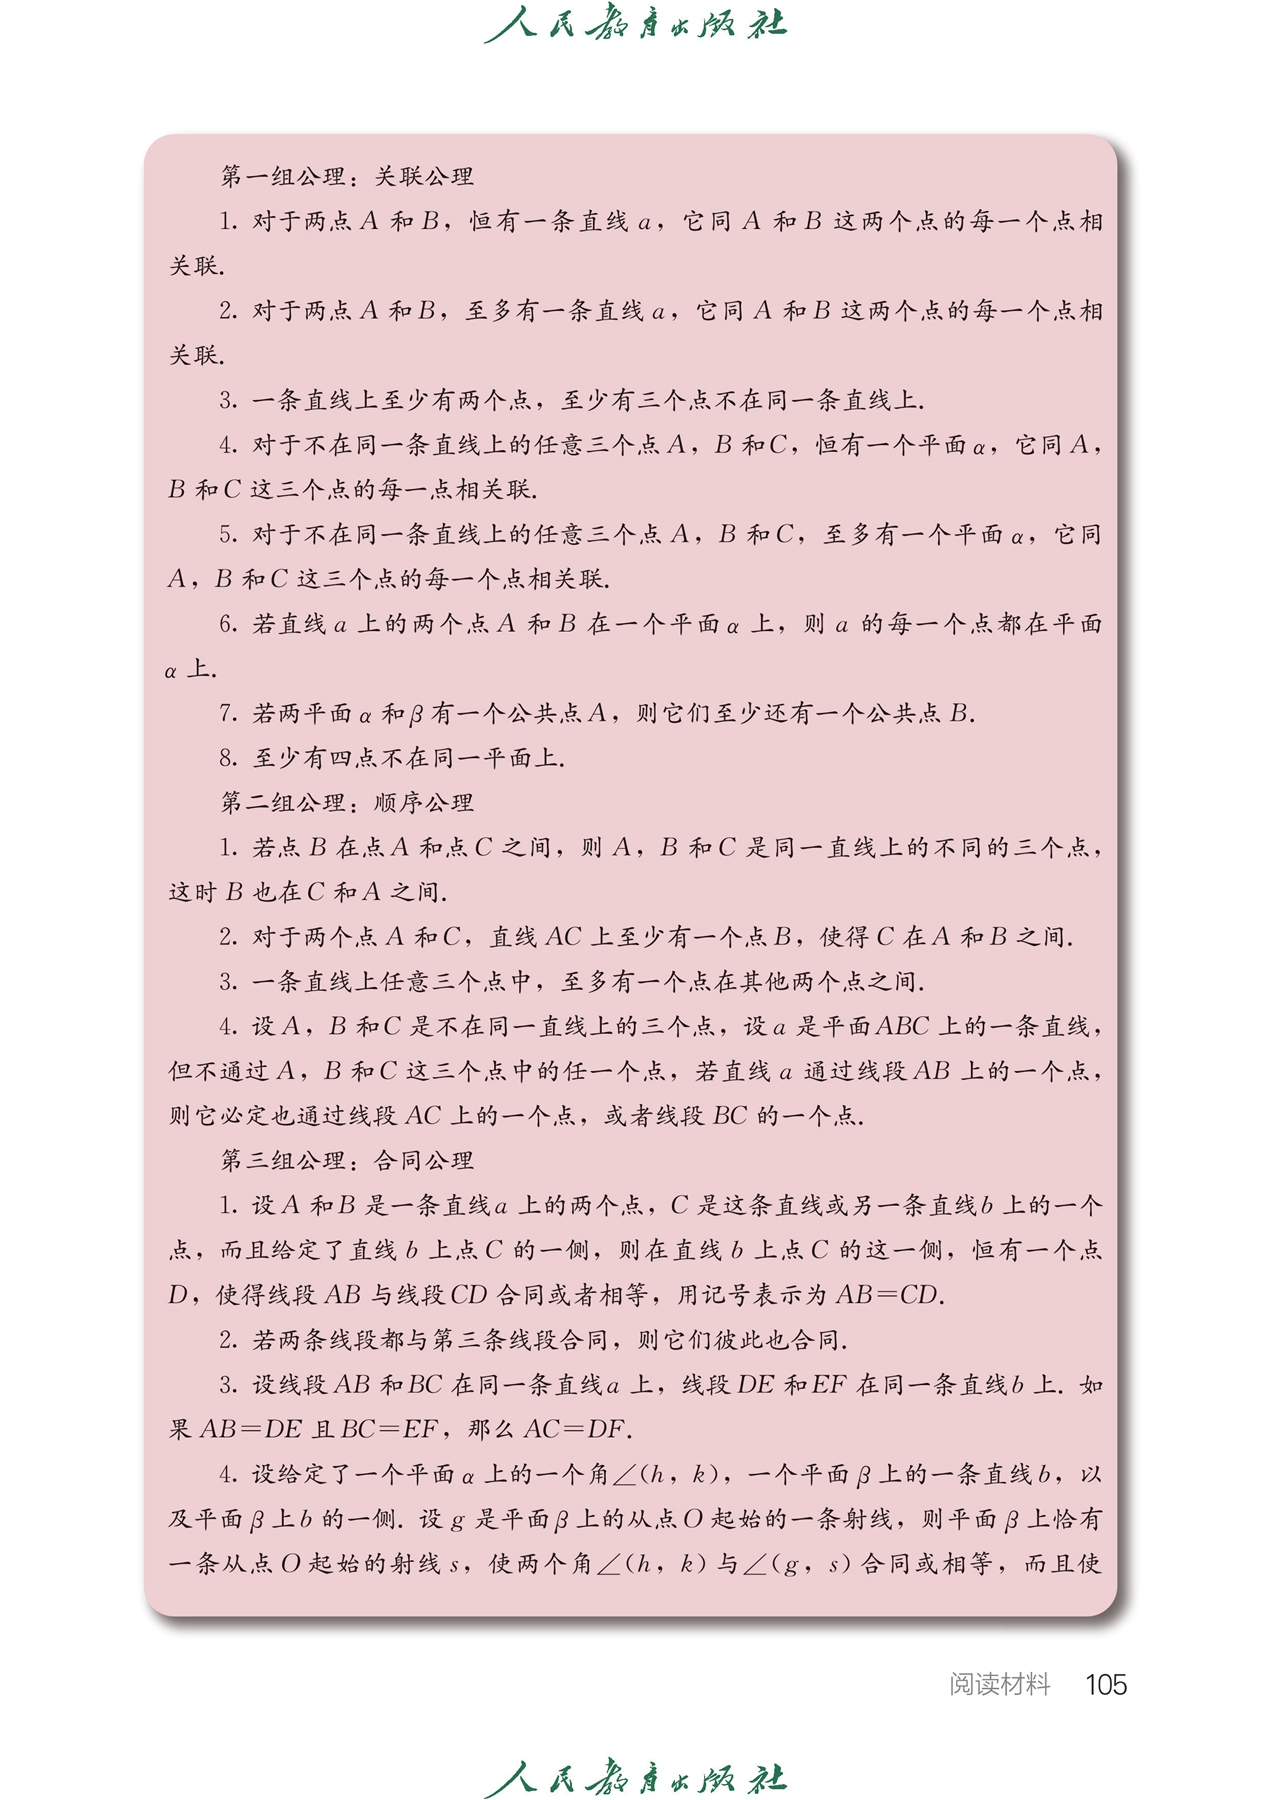 人民教育出版社
第一组公理：关联公理
1. 对于两点 A 和 B，恒有一条直线 a，它同 A 和 B 这两个点的每一个点相
关联.
2. 对于两点 A 和 B，至多有一条直线 a，它同 A 和 B 这两个点的每一个点相
关联.
3. 一条直线上至少有两个点，至少有三个点不在同一条直线上.
4. 对于不在同一条直线上的任意三个点 A，B 和 C，恒有一个平面 α，它同 A，
B 和 C 这三个点的每一点相关联.
5. 对于不在同一条直线上的任意三个点 A，B 和 C，至多有一个平面 α，它同
A，B 和 C 这三个点的每一个点相关联.
6. 若直线 a 上的两个点 A 和 B 在一个平面 α 上，则 a 的每一个点都在平面
α 上.
7. 若两平面 α 和 β 有一个公共点 A，则它们至少还有一个公共点 B.
8. 至少有四点不在同一平面上.
第二组公理：顺序公理
1. 若点 B 在点 A 和点 C 之间，则 A，B 和 C 是同一直线上的不同的三个点，
这时 B 也在 C 和 A 之间.
2. 对于两个点 A 和 C，直线 AC 上至少有一个点 B，使得 C 在 A 和 B 之间.
3. 一条直线上任意三个点中，至多有一个点在其他两个点之间.
4. 设 A，B 和 C 是不在同一直线上的三个点，设 a 是平面 ABC 上的一条直线，
但不通过 A，B 和 C 这三个点中的任一个点，若直线 a 通过线段 AB 上的一个点，
则它必定也通过线段 AC 上的一个点，或者线段 BC 的一个点.
第三组公理：合同公理
1. 设 A 和 B 是一条直线 a 上的两个点，C 是这条直线或另一条直线 b 上的一个
点，而且给定了直线 b 上点 C 的一侧，则在直线 b 上点 C 的这一侧，恒有一个点
D，使得线段 AB 与线段 CD 合同或者相等，用记号表示为 AB=CD.
2. 若两条线段都与第三条线段合同，则它们彼此也合同.
3. 设线段 AB 和 BC 在同一条直线 a 上，线段 DE 和 EF 在同一条直线 b 上. 如
果 AB=DE 且 BC=EF，那么 AC=DF.
4. 设给定了一个平面 α 上的一个角∠(h，k)，一个平面 β 上的一条直线 b，以
及平面 β 上 b 的一侧. 设 g 是平面 β 上的从点 O 起始的一条射线，则平面 β 上恰有
一条从点 O 起始的射线 s，使两个角∠(h，k) 与∠(g，s) 合同或相等，而且使
阅读材料 105
人民教育出版社